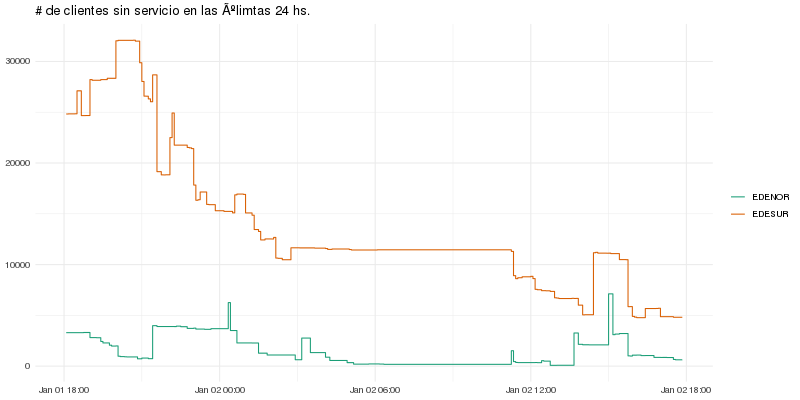 # de clientes sin servicio en las Ãºlimtas 24 hs.
30000
20000
10000
0
Jan 01 18:00
Jan 02 00:00
Jan 02 06:00
Jan 02 12:00
Jan 02 18:00
EDENOR
EDESUR